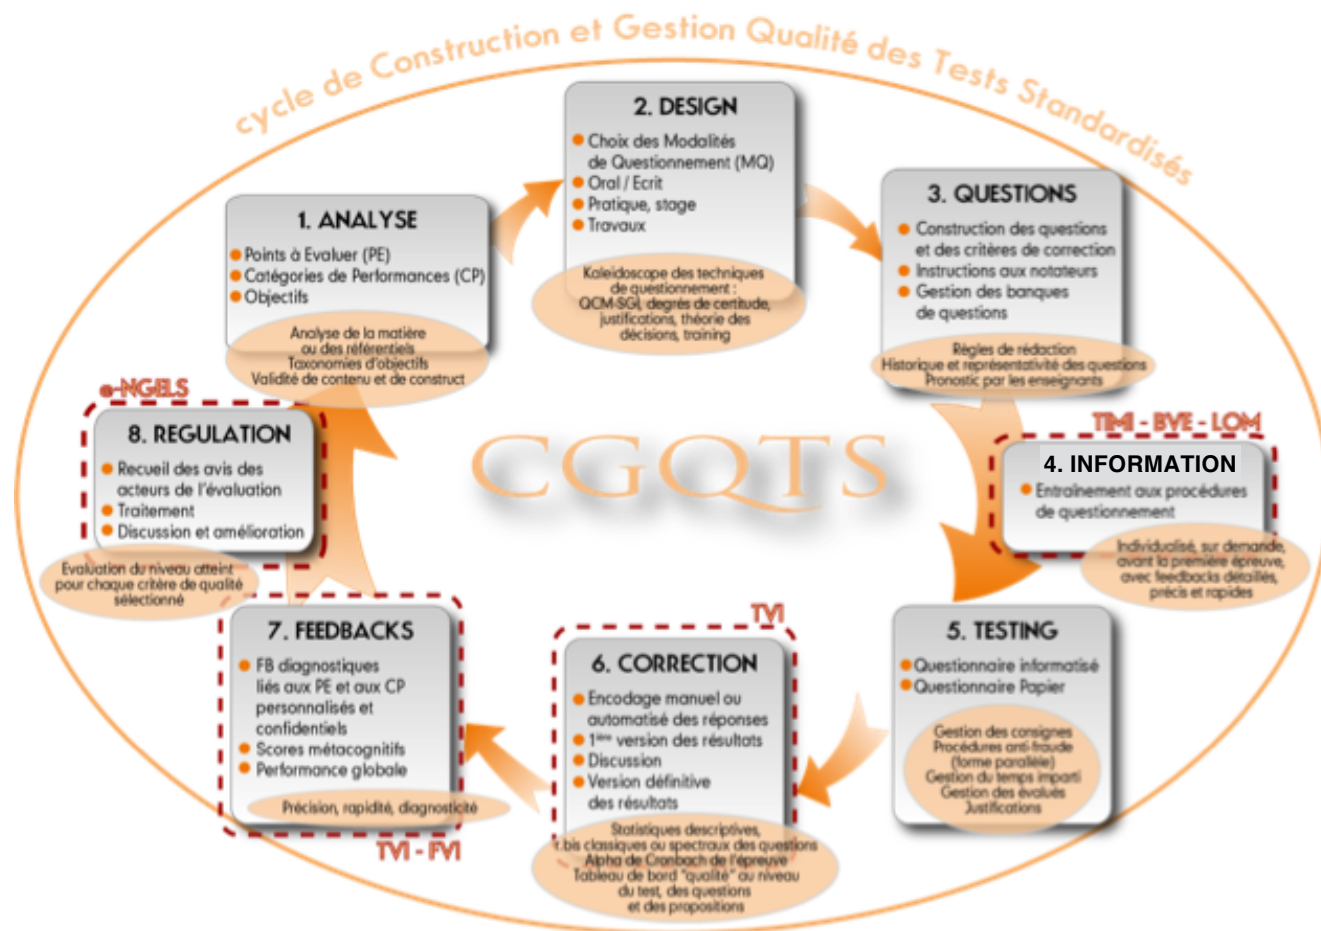 cycle de Construction et Gestion Qualité des Tests Standardisés
2. DESIGN
Choix des Modalités
de Questionnement (MQ)
Oral / Ecrit
Pratique, stage
Travaux
Kaleidoscope des techniques
de questionnement :
QCM-SGI, degrés de certitude,
justifications, théorie des
décisions, training
1. ANALYSE
Points à Evaluer (PE)
Catégories de Performances (CP)
Objectifs
Analyse de la matière
ou des référentiels
Taxonomies d'objectifs
Validité de contenu et de construct
3. QUESTIONS
Construction des questions
et des critères de correction
Instructions aux notateurs
Gestion des banques
de questions
Règles de rédaction
Historique et représentativité des questions
Pronostic par les enseignants
e-NGELS
8. REGULATION
Recueil des avis des
acteurs de l'évaluation
Traitement
Discussion et amélioration
Evaluation du niveau atteint
pour chaque critère de qualité
sélectionné
CGQTS
TIMI - BVE - LOM
4. INFORMATION
Entraînement aux procédures
de questionnement
Individualisé, sur demande,
avant la première épreuve,
avec feedbacks détaillés,
précis et rapides
7. FEEDBACKS
FB diagnostiques
liés aux PE et aux CP
personnalisés et
confidentiels
Scores métacognitifs
Performance globale
Précision, rapidité, diagnosticité
TVI - FVI
TVI
6. CORRECTION
Encodage manuel ou
automatisé des réponses
1ière version des résultats
Discussion
Version définitive
des résultats
Statistiques descriptives,
r.bis classiques ou spectraux des questions
Alpha de Cronbach de l'épreuve
Tableau de bord "qualité" au niveau
du test, des questions
et des propositions
5. TESTING
Questionnaire informatisé
Questionnaire Papier
Gestion des consignes
Procédures anti-fraude
(forme parallèle)
Gestion du temps imparti
Gestion des évalués
Justifications